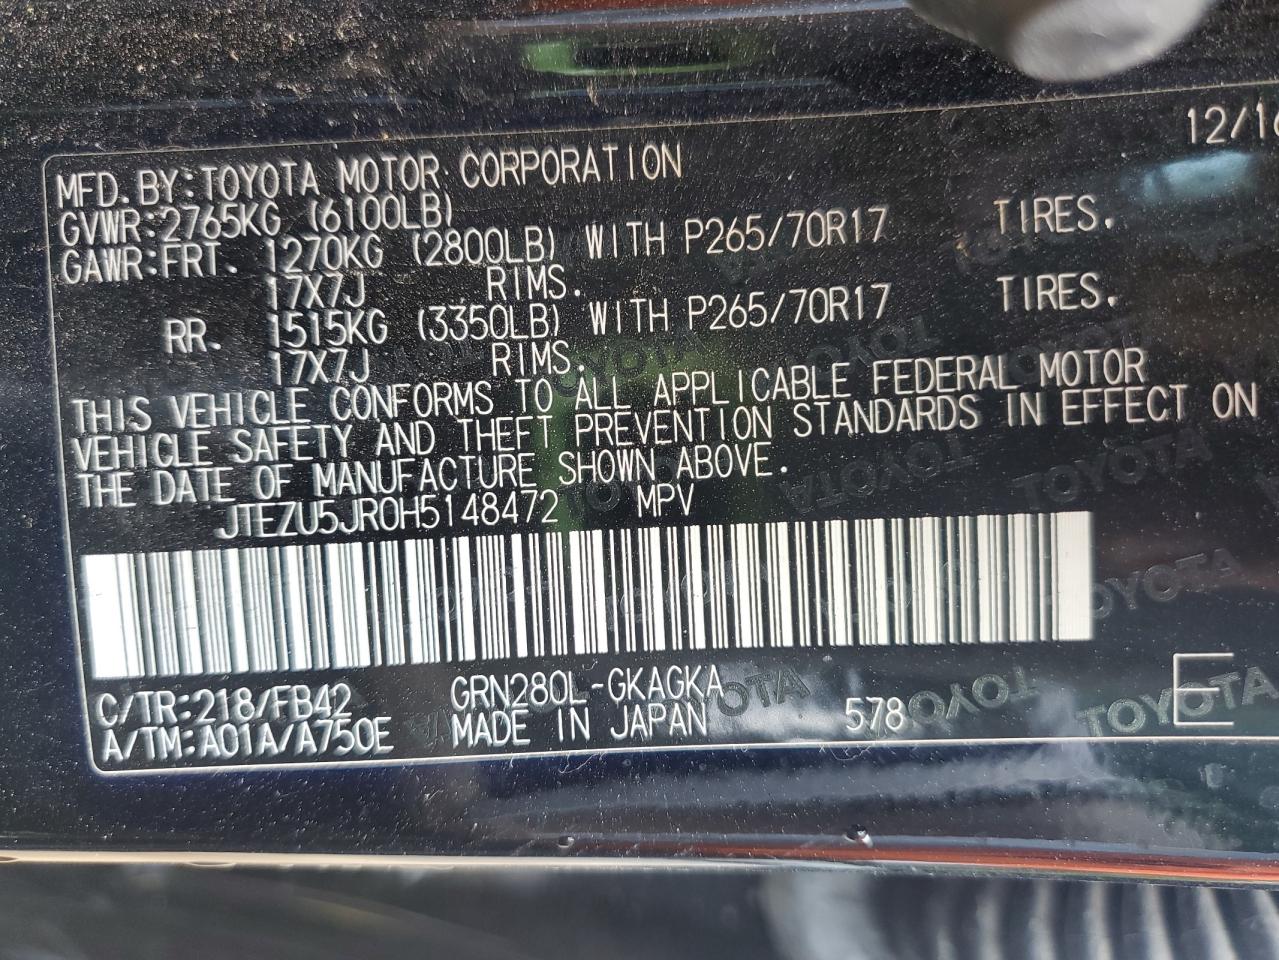 12/16
MFD. BY: TOYOTA MOTOR CORPORATION
GVWR: 2765KG (6100LB)
GAWR: FRT. 1270KG (2800LB) WITH P265/70R17 TIRES.
17X7J RIMS.
RR. 1515KG (3350LB) WITH P265/70R17 TIRES.
17X7J RIMS.
THIS VEHICLE CONFORMS TO ALL APPLICABLE FEDERAL MOTOR
VEHICLE SAFETY AND THEFT PREVENTION STANDARDS IN EFFECT ON
THE DATE OF MANUFACTURE SHOWN ABOVE.
JTEZU5JR0H5148472 MPV
C/TR: 218/FB42 GRN280L-GKAGKA
A/TM: A01A/A750E MADE IN JAPAN 578 E